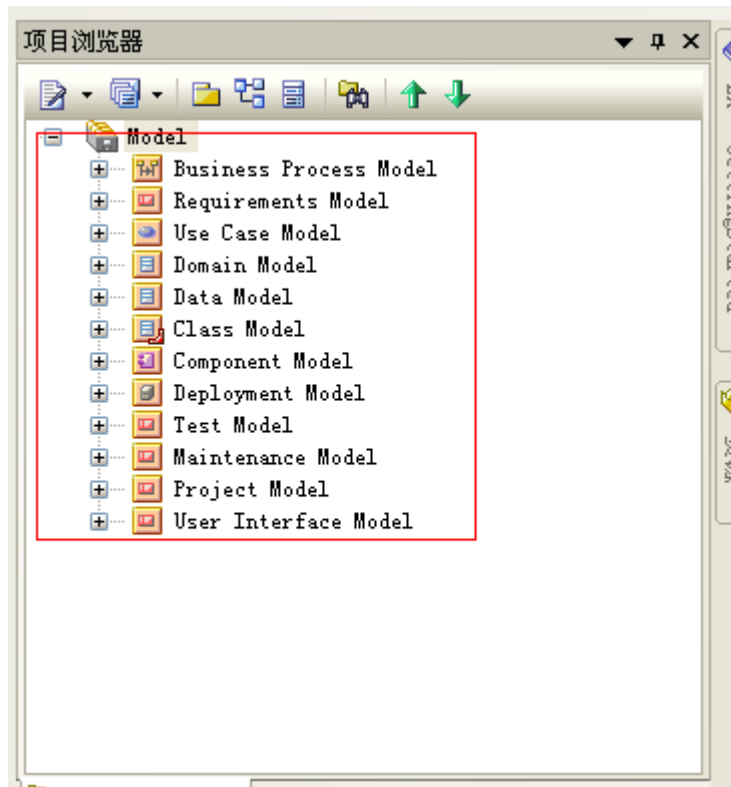 项目浏览器
Model
Business Process Model
Requirements Model
Use Case Model
Domain Model
Data Model
Class Model
Component Model
Deployment Model
Test Model
Maintenance Model
Project Model
User Interface Model